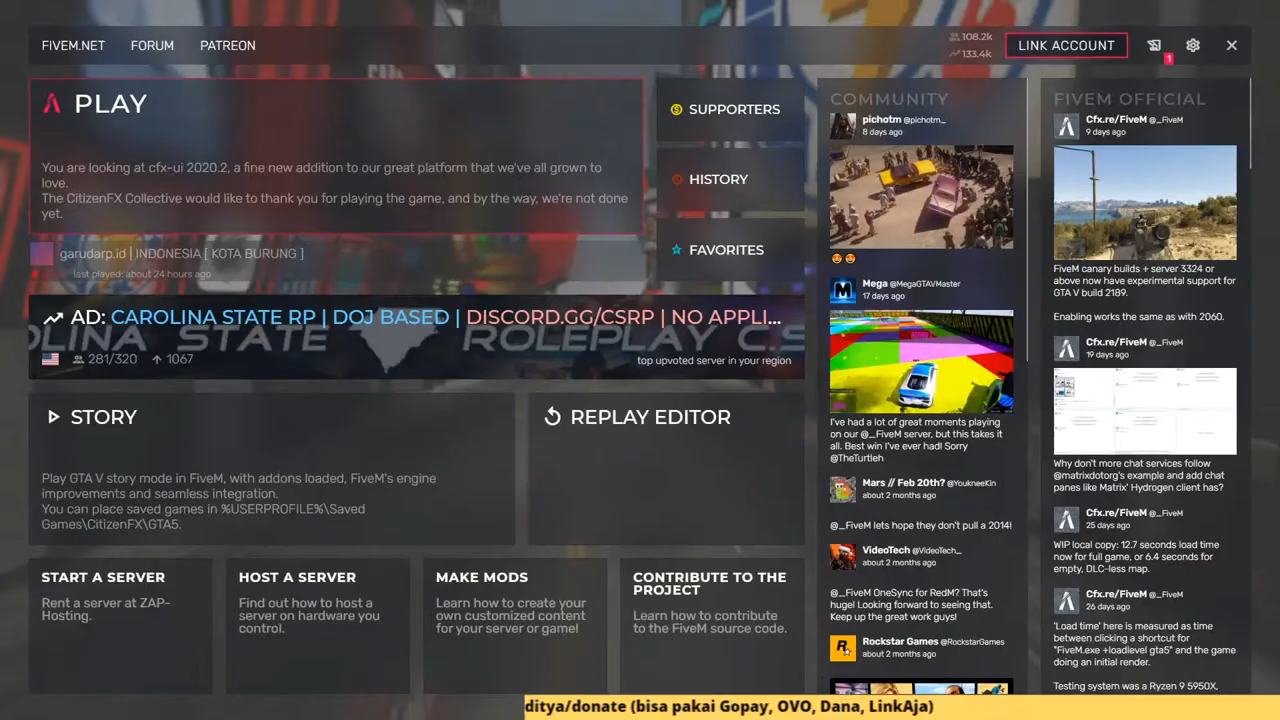 FIVEM.NET
FORUM
PATREON
108.2k
133.4k
LINK ACCOUNT
1
PLAY
You are looking at cfx-ui 2020.2, a fine new addition to our great platform that we've all grown to
love.
The CitizenFX Collective would like to thank you for playing the game, and by the way, we're not done
yet.
garudarp.id | INDONESIA [ KOTA BURUNG ]
last played: about 24 hours ago
SUPPORTERS
HISTORY
FAVORITES
AD: CAROLINA STATE RP | DOJ BASED | DISCORD.GG/CSRP | NO APPLI...
OLINA STATE ROLEPLAY C.S
281/320
1067
top upvoted server in your region
STORY
Play GTA V story mode in FiveM, with addons loaded, FiveM's engine
improvements and seamless integration.
You can place saved games in %USERPROFILE%\Saved
Games\CitizenFX\GTA5.
REPLAY EDITOR
START A SERVER
Rent a server at ZAP-
Hosting.
HOST A SERVER
Find out how to host a
server on hardware you
control.
MAKE MODS
Learn how to create your
own customized content
for your server or game!
CONTRIBUTE TO THE
PROJECT
Learn how to contribute
to the FiveM source code.
COMMUNITY
pichotm @pichotm_
8 days ago
😍😍
Mega @MegaGTAVMaster
17 days ago
I've had a lot of great moments playing
on our @_FiveM server, but this takes it
all. Best win I've ever had! Sorry
@TheTurtleh
Mars // Feb 20th? @YoukneeKin
about 2 months ago
@_FiveM lets hope they don't pull a 2014!
VideoTech @VideoTech_
about 2 months ago
@_FiveM OneSync for RedM? That's
huge! Looking forward to seeing that.
Keep up the great work guys!
Rockstar Games @RockstarGames
about 2 months ago
FIVEM OFFICIAL
Cfx.re/FiveM @_FiveM
9 days ago
FiveM canary builds + server 3324 or
above now have experimental support for
GTA V build 2189.
Enabling works the same as with 2060.
Cfx.re/FiveM @_FiveM
19 days ago
Why don't more chat services follow
@matrixdotorg's example and add chat
panes like Matrix' Hydrogen client has?
Cfx.re/FiveM @_FiveM
25 days ago
WIP local copy: 12.7 seconds load time
now for full game, or 6.4 seconds for
empty, DLC-less map.
Cfx.re/FiveM @_FiveM
26 days ago
'Load time' here is measured as time
between clicking a shortcut for
"FiveM.exe +loadlevel gta5" and the game
doing an initial render.
Testing system was a Ryzen 9 5950X,
ditya/donate (bisa pakai Gopay, OVO, Dana, LinkAja)